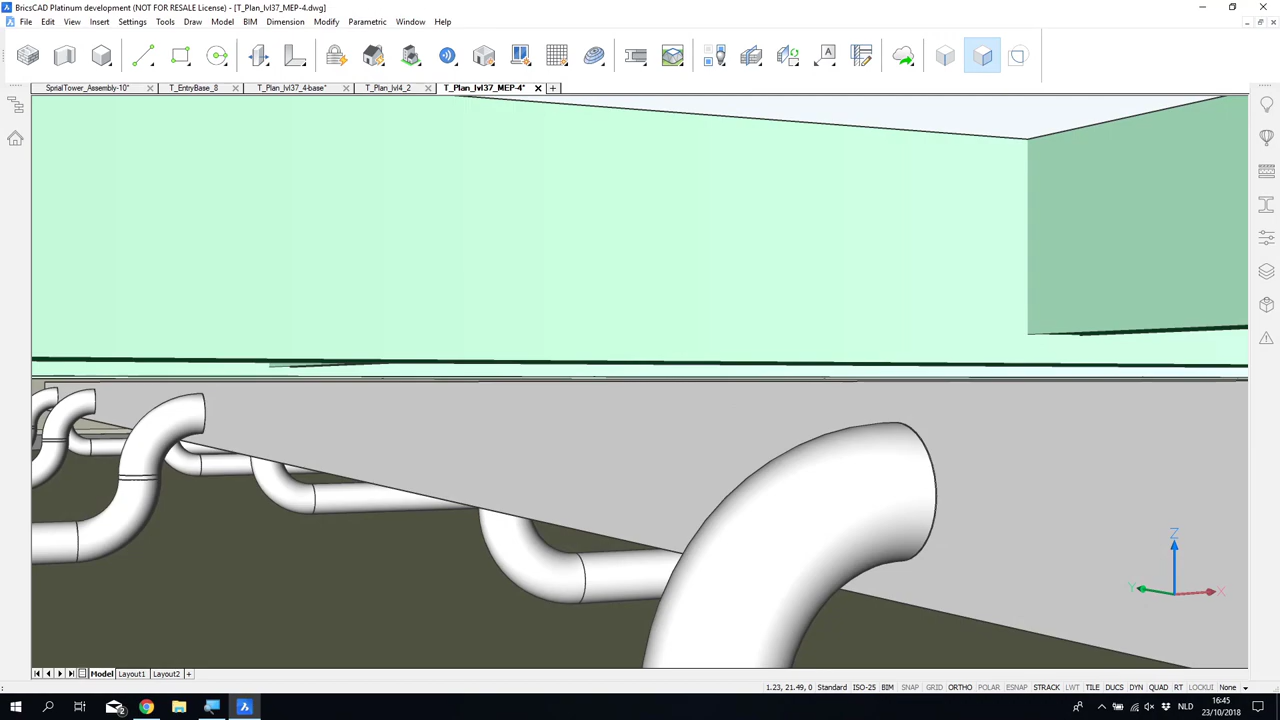 BricsCAD Platinum development (NOT FOR RESALE License) - [T_Plan_lvl37_MEP-4.dwg]
File Edit View Insert Settings Tools Draw Model BIM Dimension Modify Parametric Window Help
SprialTower_Assembly-10* T_EntryBase_8 T_Plan_lvl37_4-base* T_Plan_lvl4_2 T_Plan_lvl37_MEP-4*
Z
Y X
Model Layout1 Layout2 +
: 1.23, 21.49, 0 Standard ISO-25 BIM SNAP GRID ORTHO POLAR ESNAP STRACK LWT TILE DUCS DYN QUAD RT LOCKUI None
2 NLD 16:45
23/10/2018